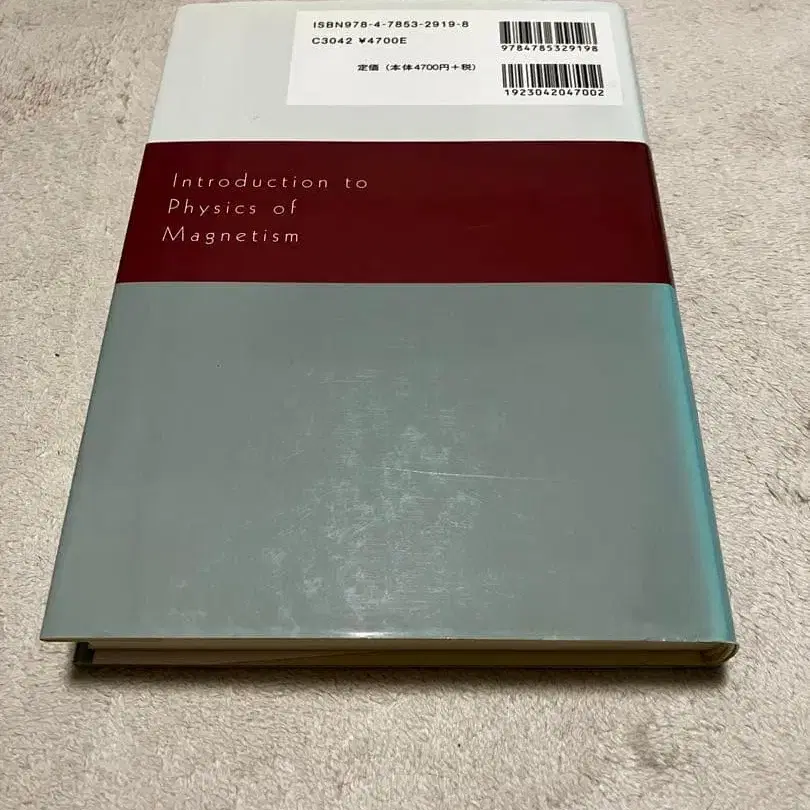 ISBN978-4-7853-2919-8
C3042 ¥4700E
定価（本体4700円＋税）
9784785329198
1923042047002
Introduction to
Physics of
Magnetism